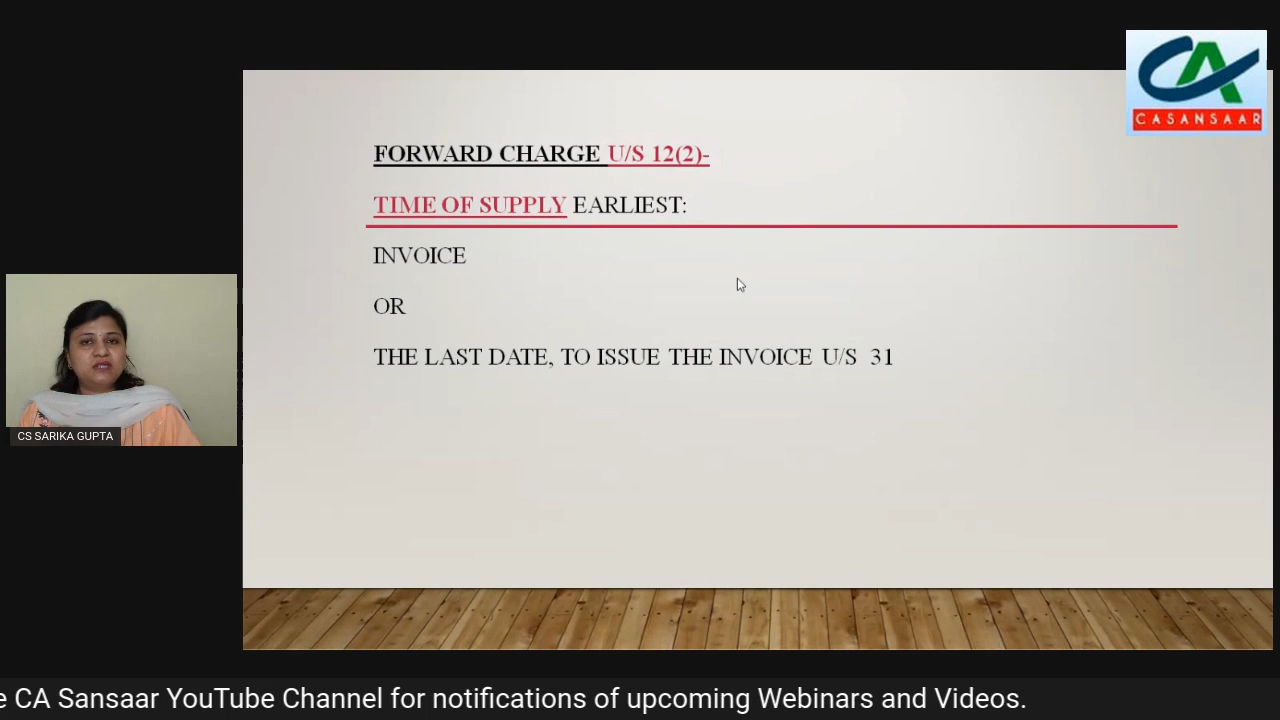 CASANSAAR
FORWARD CHARGE U/S 12(2)-
TIME OF SUPPLY EARLIEST:
INVOICE
OR
THE LAST DATE, TO ISSUE THE INVOICE U/S 31
CS SARIKA GUPTA
e CA Sansaar YouTube Channel for notifications of upcoming Webinars and Videos.